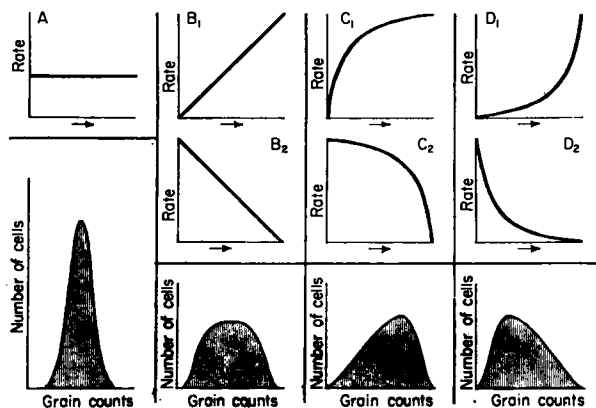 A
Rate
B1
Rate
C1
Rate
D1
Rate
B2
Rate
C2
Rate
D2
Rate
Number of cells
Grain counts
Number of cells
Grain counts
Number of cells
Grain counts
Number of cells
Grain counts